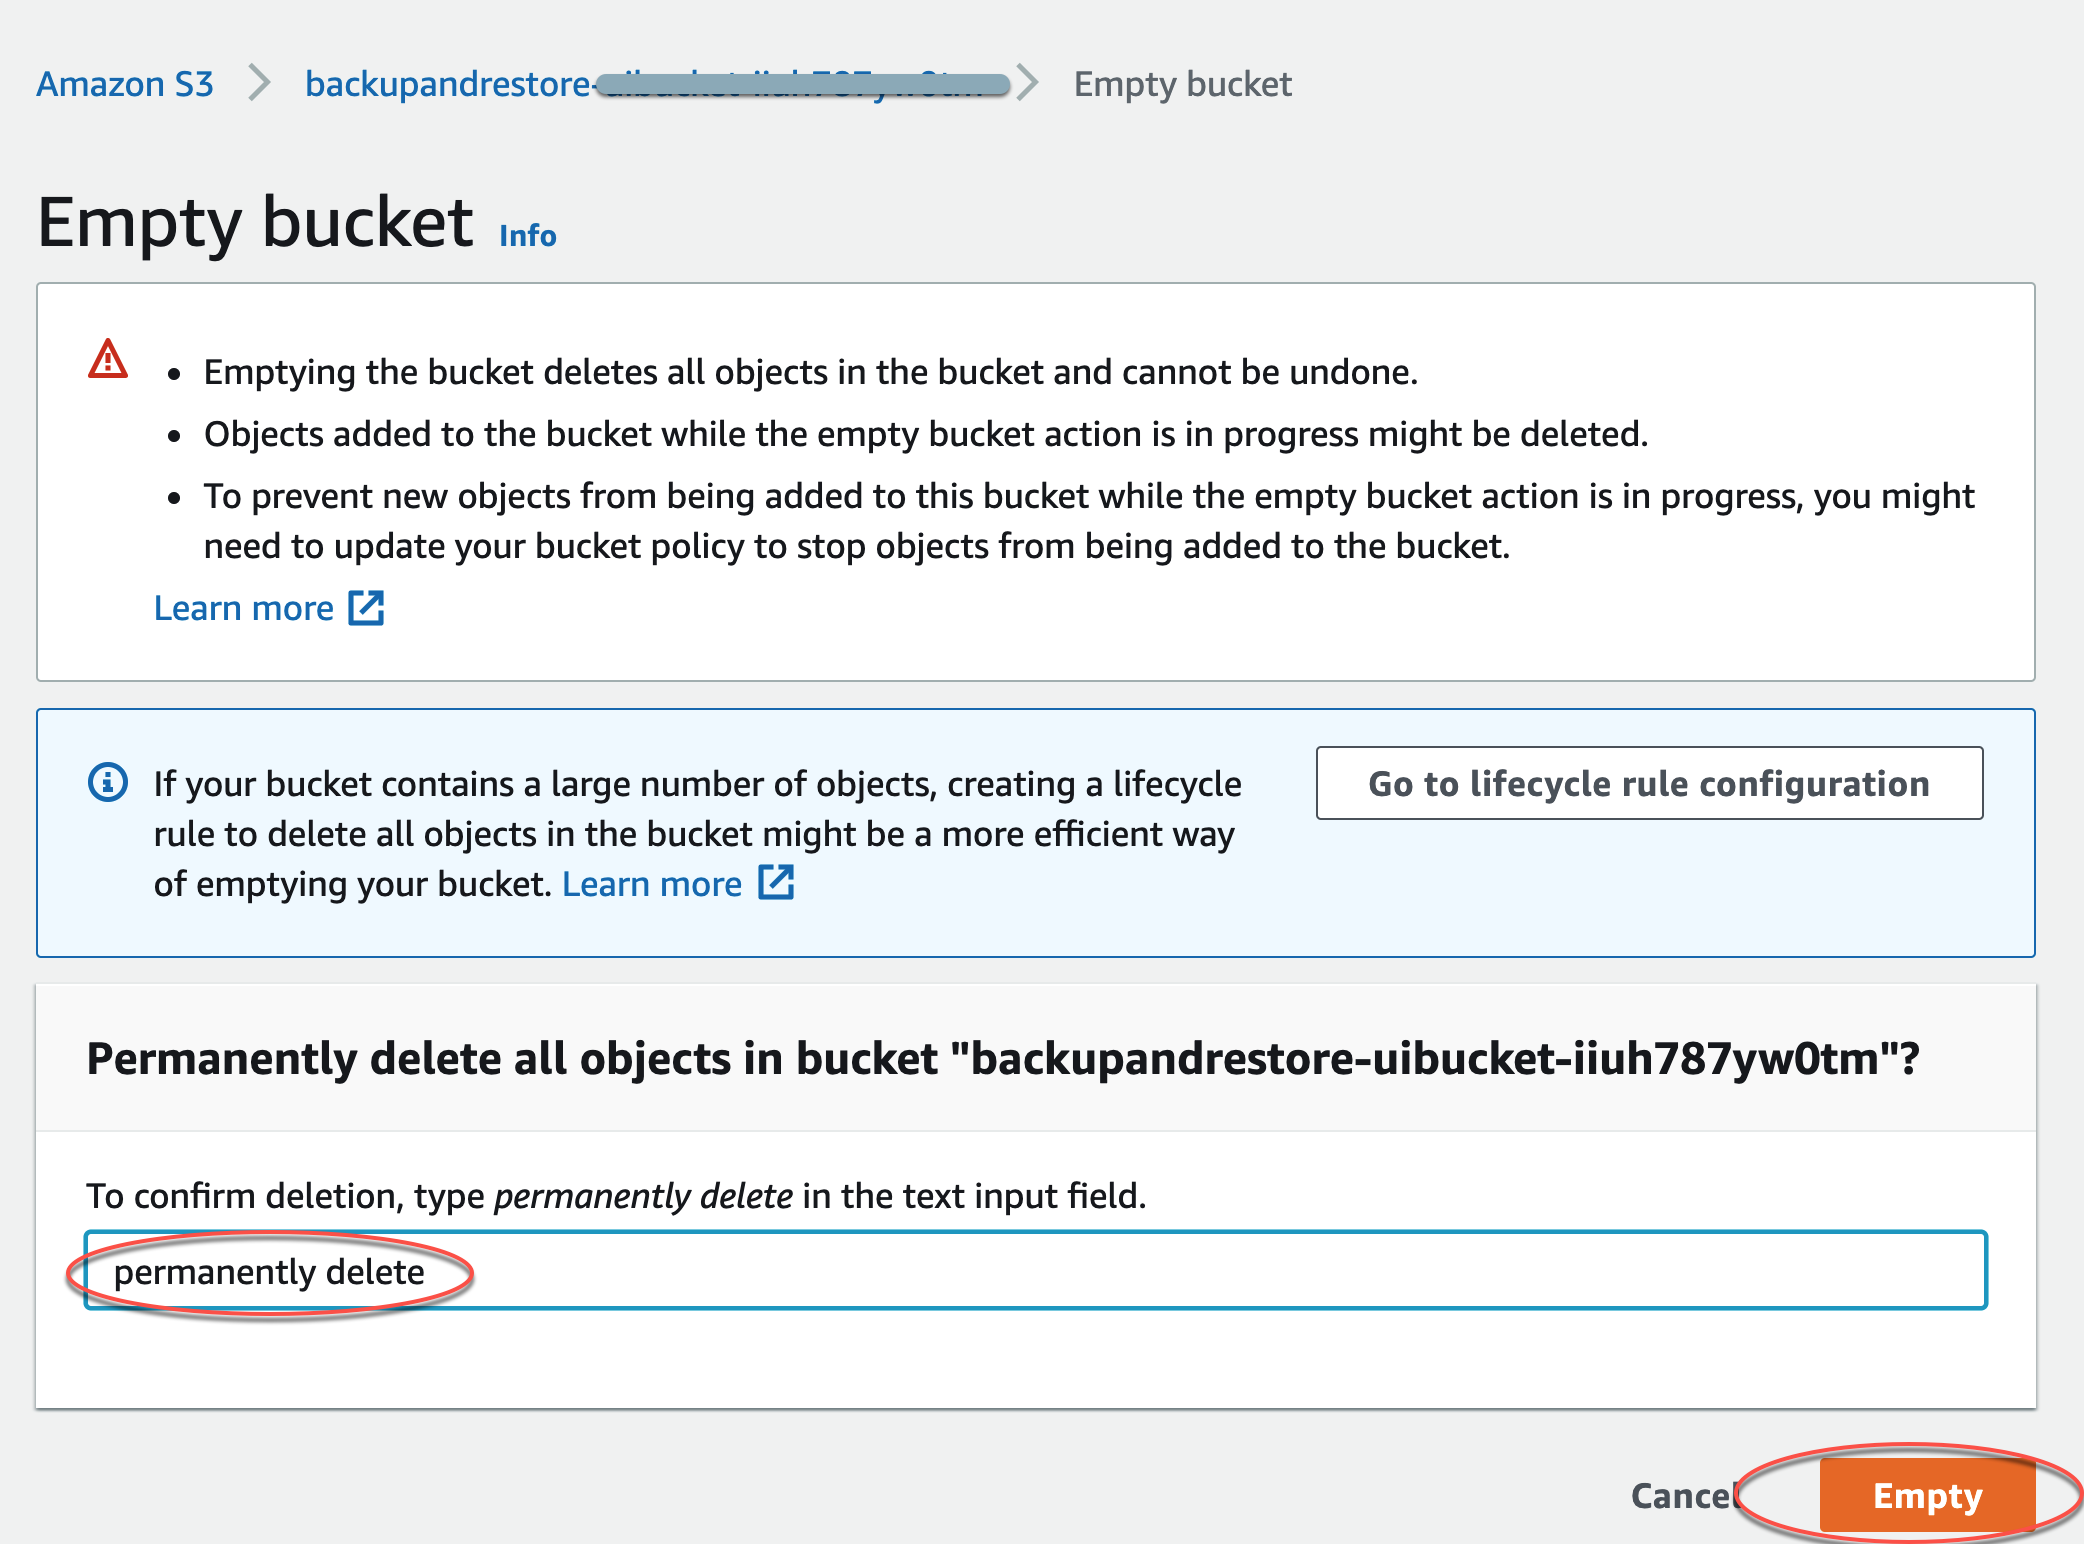 Amazon S3 backupandrestore- Empty bucket
Empty bucket Info
• Emptying the bucket deletes all objects in the bucket and cannot be undone.
• Objects added to the bucket while the empty bucket action is in progress might be deleted.
• To prevent new objects from being added to this bucket while the empty bucket action is in progress, you might
need to update your bucket policy to stop objects from being added to the bucket.
Learn more
If your bucket contains a large number of objects, creating a lifecycle
rule to delete all objects in the bucket might be a more efficient way
of emptying your bucket. Learn more
Go to lifecycle rule configuration
Permanently delete all objects in bucket "backupandrestore-uibucket-iiuh787yw0tm"?
To confirm deletion, type permanently delete in the text input field.
permanently delete
Cancel Empty